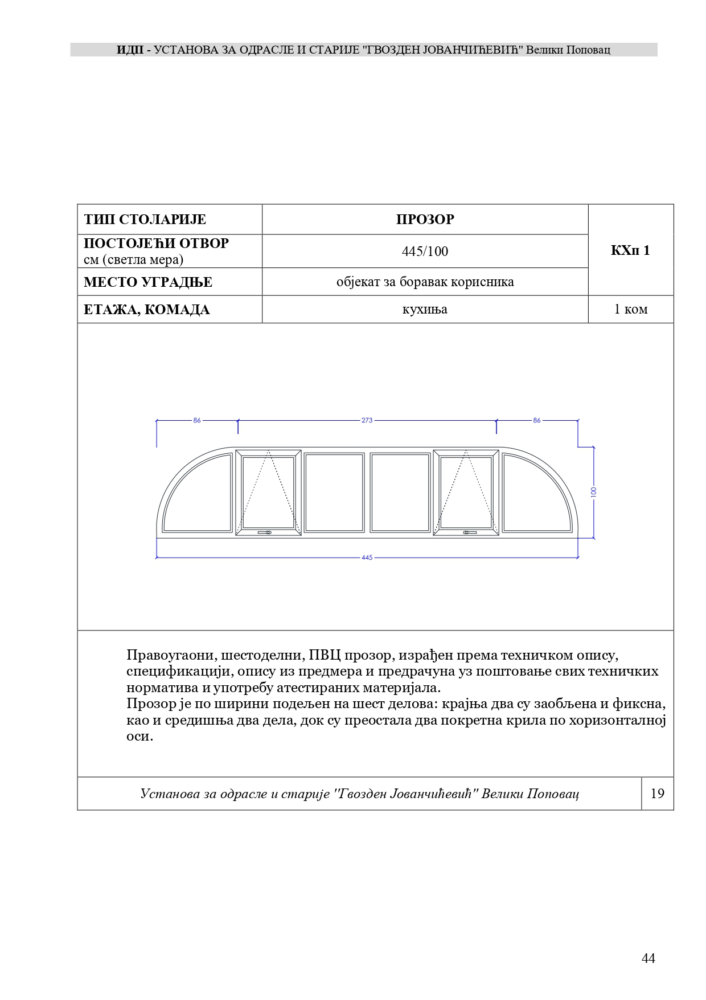 ИДП - УСТАНОВА ЗА ОДРАСЛЕ И СТАРИЈЕ "ГВОЗДЕН ЈОВАНЧИЋЕВИЋ" Велики Поповац
ТИП СТОЛАРИЈЕ
ПРОЗОР
ПОСТОЈЕЋИ ОТВОР
см (светла мера)
445/100
КХп 1
МЕСТО УГРАДЊЕ
објекат за боравак корисника
ЕТАЖА, КОМАДА
кухиња
1 ком
86
273
86
100
445
Правоугаони, шестоделни, ПВЦ прозор, израђен према техничком опису,
спецификацији, опису из предмера и предрачуна уз поштовање свих техничких
норматива и употребу атестираних материјала.
Прозор је по ширини подељен на шест делова: крајња два су заобљена и фиксна,
као и средишња два дела, док су преостала два покретна крила по хоризонталној
оси.
Установа за одрасле и старије "Гвозден Јованчићевић" Велики Поповац
19
44